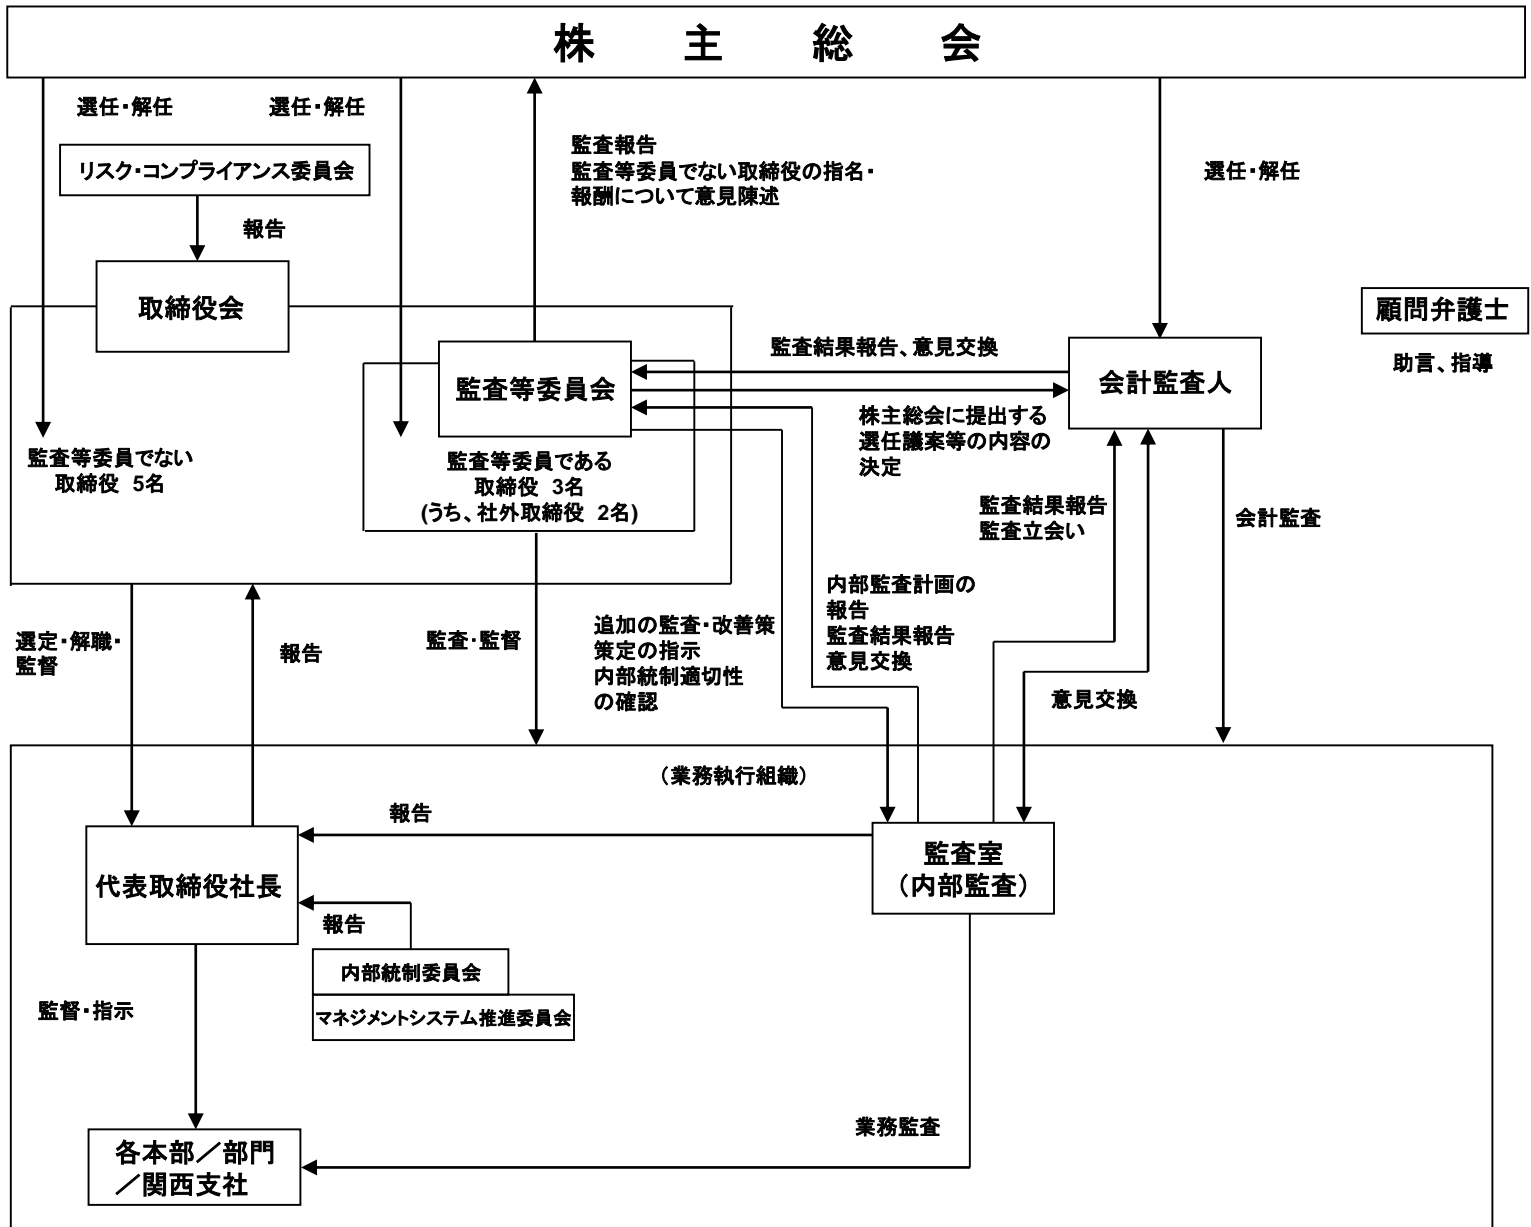 株主総会
選任・解任
選任・解任
監査報告
監査等委員でない取締役の指名・
報酬について意見陳述
選任・解任
リスク・コンプライアンス委員会
報告
取締役会
顧問弁護士
助言、指導
監査等委員会
監査結果報告、意見交換
会計監査人
株主総会に提出する
選任議案等の内容の
決定
監査等委員でない
取締役 5名
監査等委員である
取締役 3名
(うち、社外取締役 2名)
監査結果報告
監査立会い
会計監査
内部監査計画の
報告
監査結果報告
意見交換
選定・解職・
監督
報告
監査・監督
追加の監査・改善策
策定の指示
内部統制適切性
の確認
意見交換
（業務執行組織）
報告
監査室
（内部監査）
代表取締役社長
報告
内部統制委員会
マネジメントシステム推進委員会
監督・指示
業務監査
各本部／部門
／関西支社